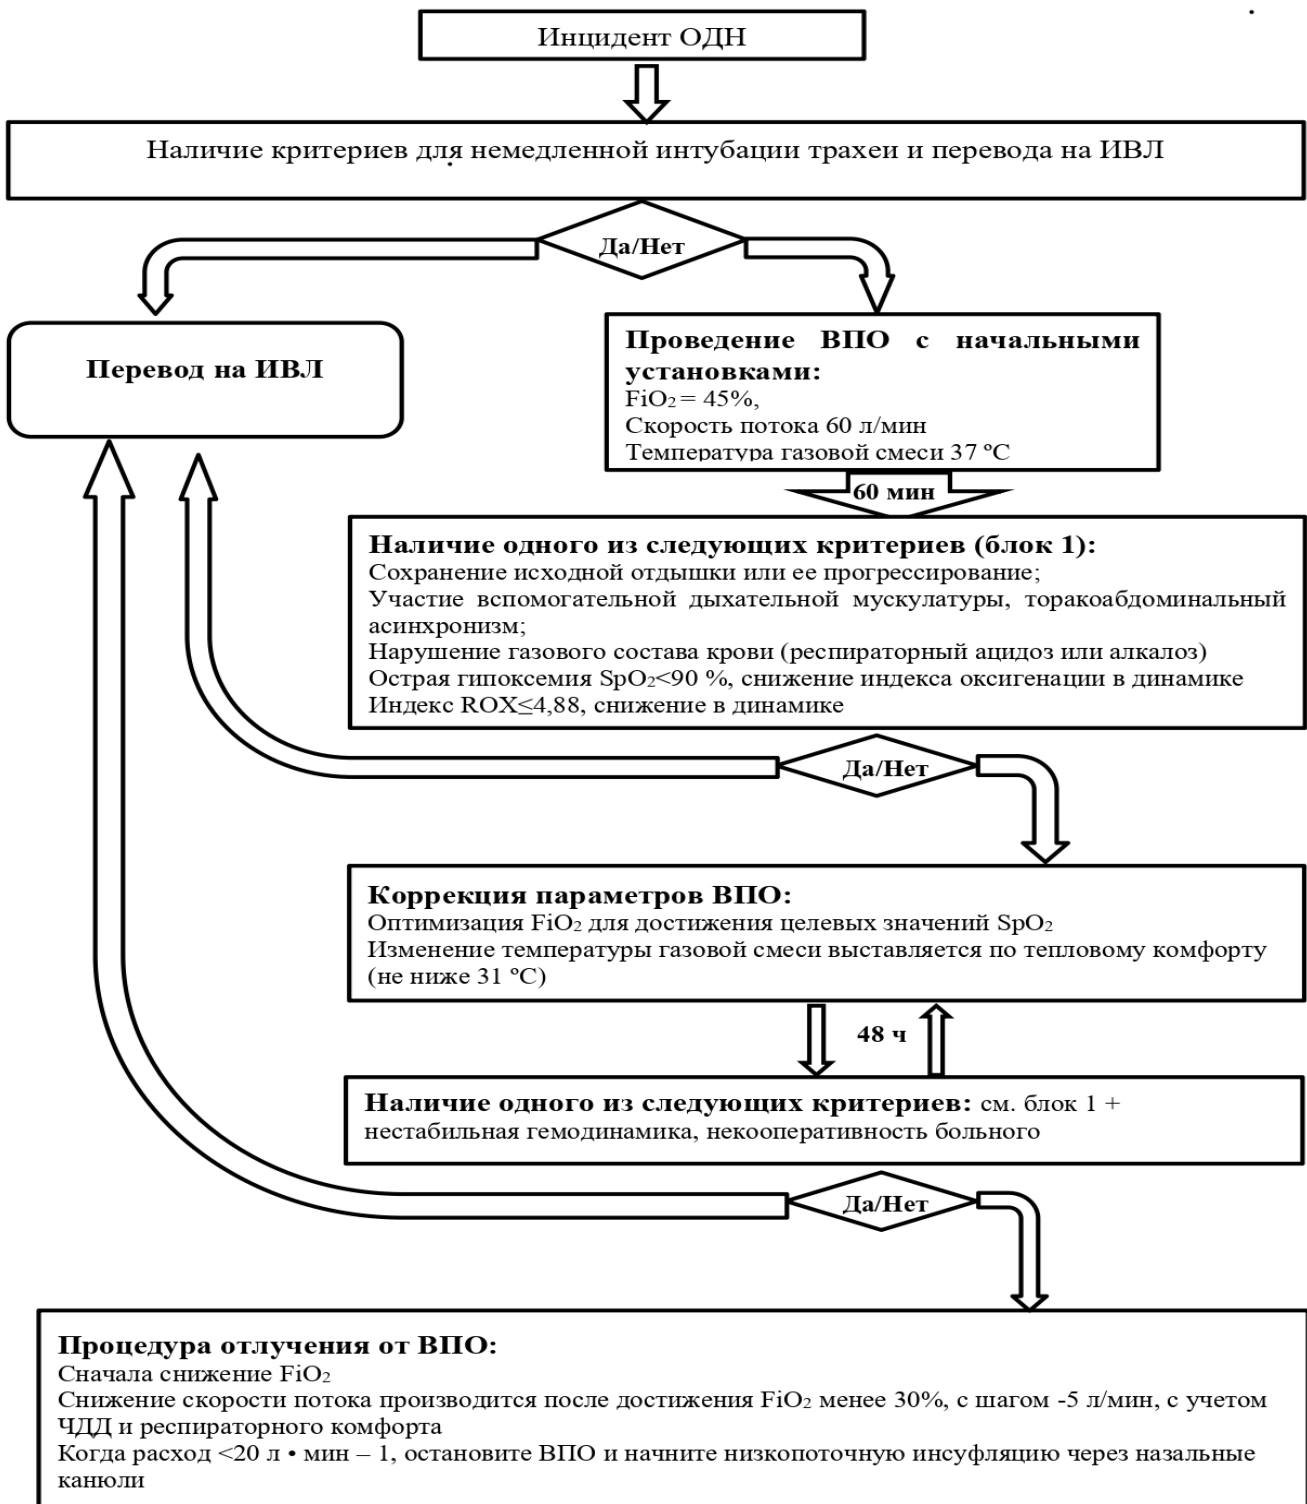 Инцидент ОДН
Наличие критериев для немедленной интубации трахеи и перевода на ИВЛ
Да/Нет
Перевод на ИВЛ
Проведение ВПО с начальными
установками:
FiO₂ = 45%,
Скорость потока 60 л/мин
Температура газовой смеси 37 ºС
60 мин
Наличие одного из следующих критериев (блок 1):
Сохранение исходной отдышки или ее прогрессирование;
Участие вспомогательной дыхательной мускулатуры, торакоабдоминальный
асинхронизм;
Нарушение газового состава крови (респираторный ацидоз или алкалоз)
Острая гипоксемия SpO₂<90 %, снижение индекса оксигенации в динамике
Индекс ROX≤4,88, снижение в динамике
Да/Нет
Коррекция параметров ВПО:
Оптимизация FiO₂ для достижения целевых значений SpO₂
Изменение температуры газовой смеси выставляется по тепловому комфорту
(не ниже 31 ºС)
48 ч
Наличие одного из следующих критериев: см. блок 1 +
нестабильная гемодинамика, некооперативность больного
Да/Нет
Процедура отлучения от ВПО:
Сначала снижение FiO₂
Снижение скорости потока производится после достижения FiO₂ менее 30%, с шагом -5 л/мин, с учетом
ЧДД и респираторного комфорта
Когда расход <20 л • мин – 1, остановите ВПО и начните низкопоточную инсуфляцию через назальные
канюли